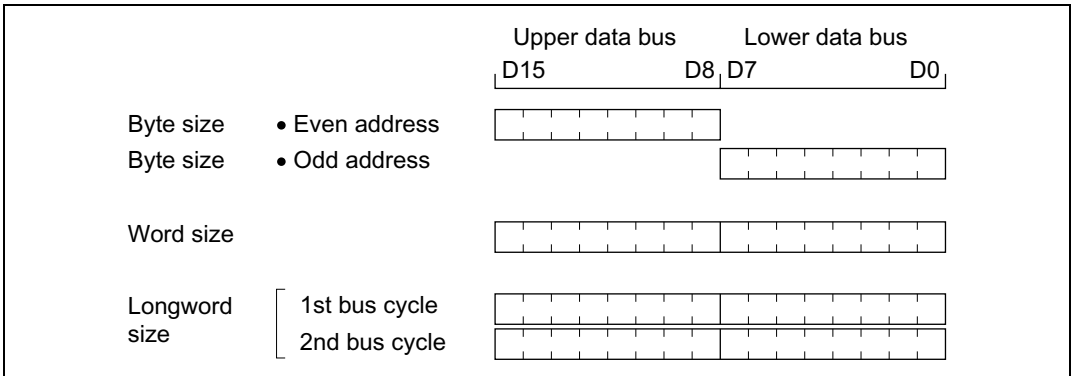 Upper data bus Lower data bus
D15 D8 D7 D0
Byte size • Even address
Byte size • Odd address
Word size
Longword size 1st bus cycle
2nd bus cycle